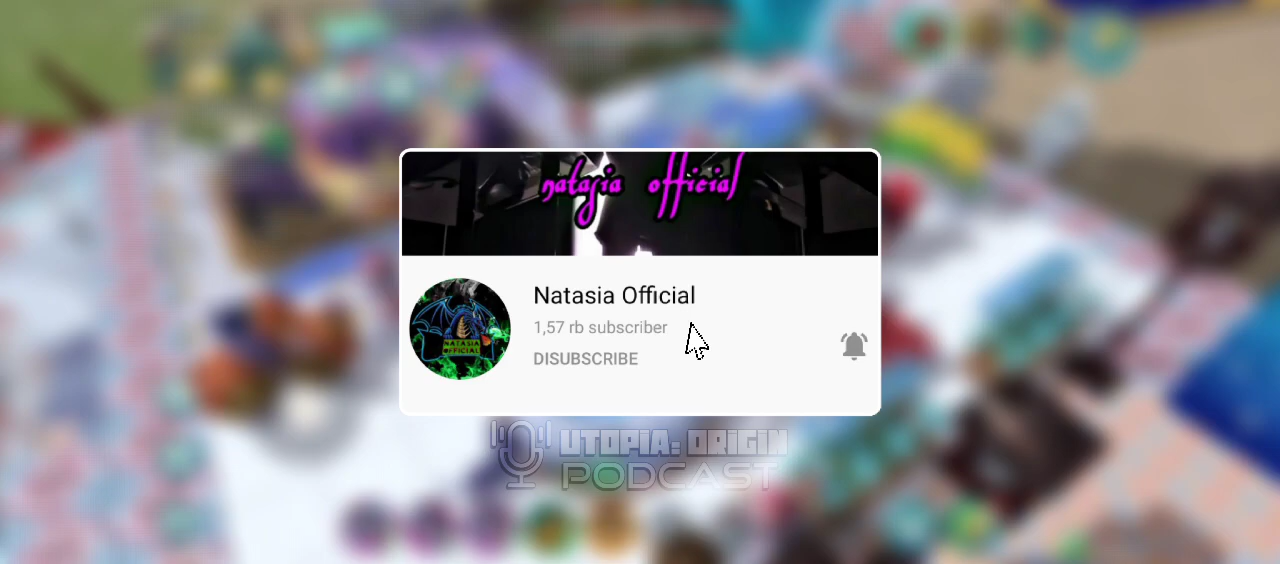 natasia official
Natasia Official
1,57 rb subscriber
DISUBSCRIBE
NATASIA
OFFICIAL
UTOPIA: ORIGIN
PODCAST